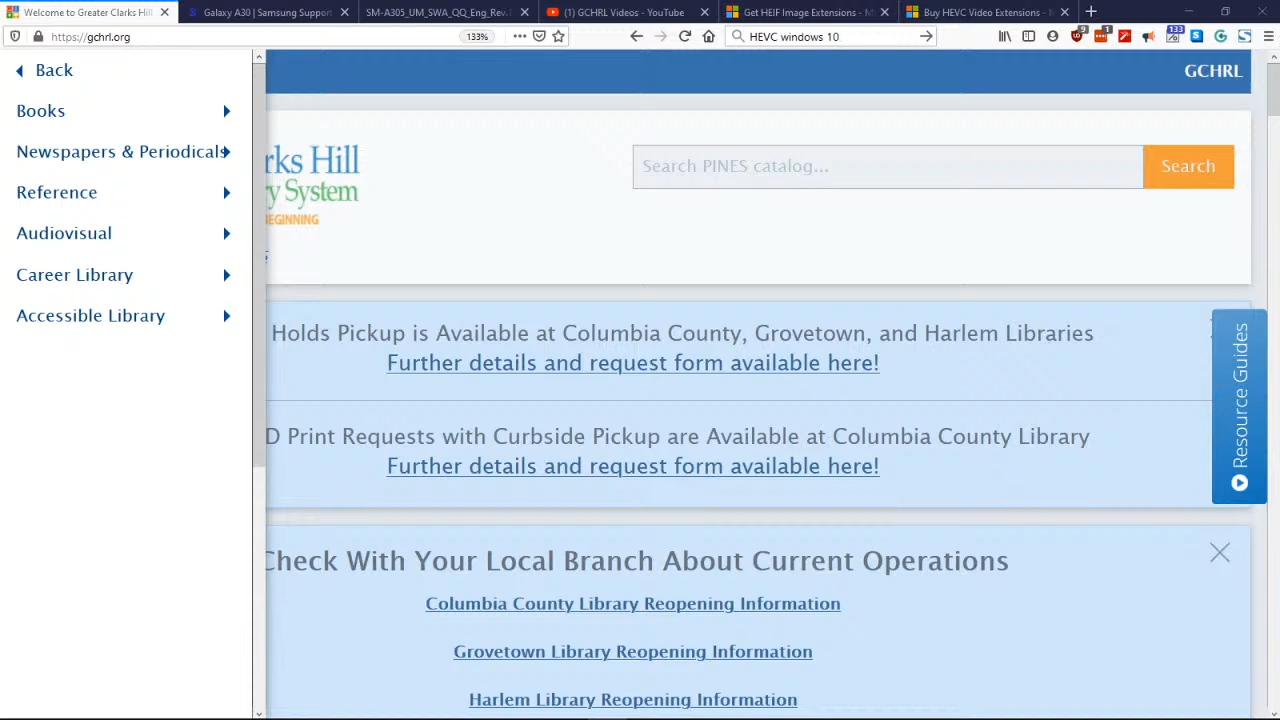 Welcome to Greater Clarks Hill
Galaxy A30 | Samsung Support
SM-A305_UM_SWA_QQ_Eng_Rev.
(1) GCHRL Videos - YouTube
Get HEIF Image Extensions - M
Buy HEVC Video Extensions - M
https://gchrl.org
133%
HEVC windows 10
9
1
133
Back
GCHRL
Books
Newspapers & Periodicals
Reference
Audiovisual
Career Library
Accessible Library
rks Hill
ry System
BEGINNING
Search PINES catalog...
Search
Holds Pickup is Available at Columbia County, Grovetown, and Harlem Libraries
Further details and request form available here!
D Print Requests with Curbside Pickup are Available at Columbia County Library
Further details and request form available here!
Resource Guides
Check With Your Local Branch About Current Operations
Columbia County Library Reopening Information
Grovetown Library Reopening Information
Harlem Library Reopening Information